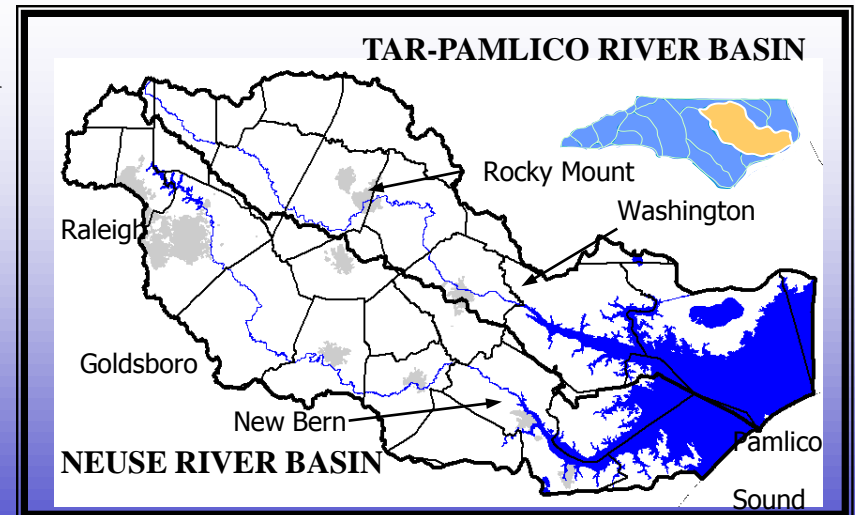 TAR-PAMLICO RIVER BASIN
Rocky Mount
Washington
Raleigh
Goldsboro
New Bern
Pamlico
Sound
NEUSE RIVER BASIN